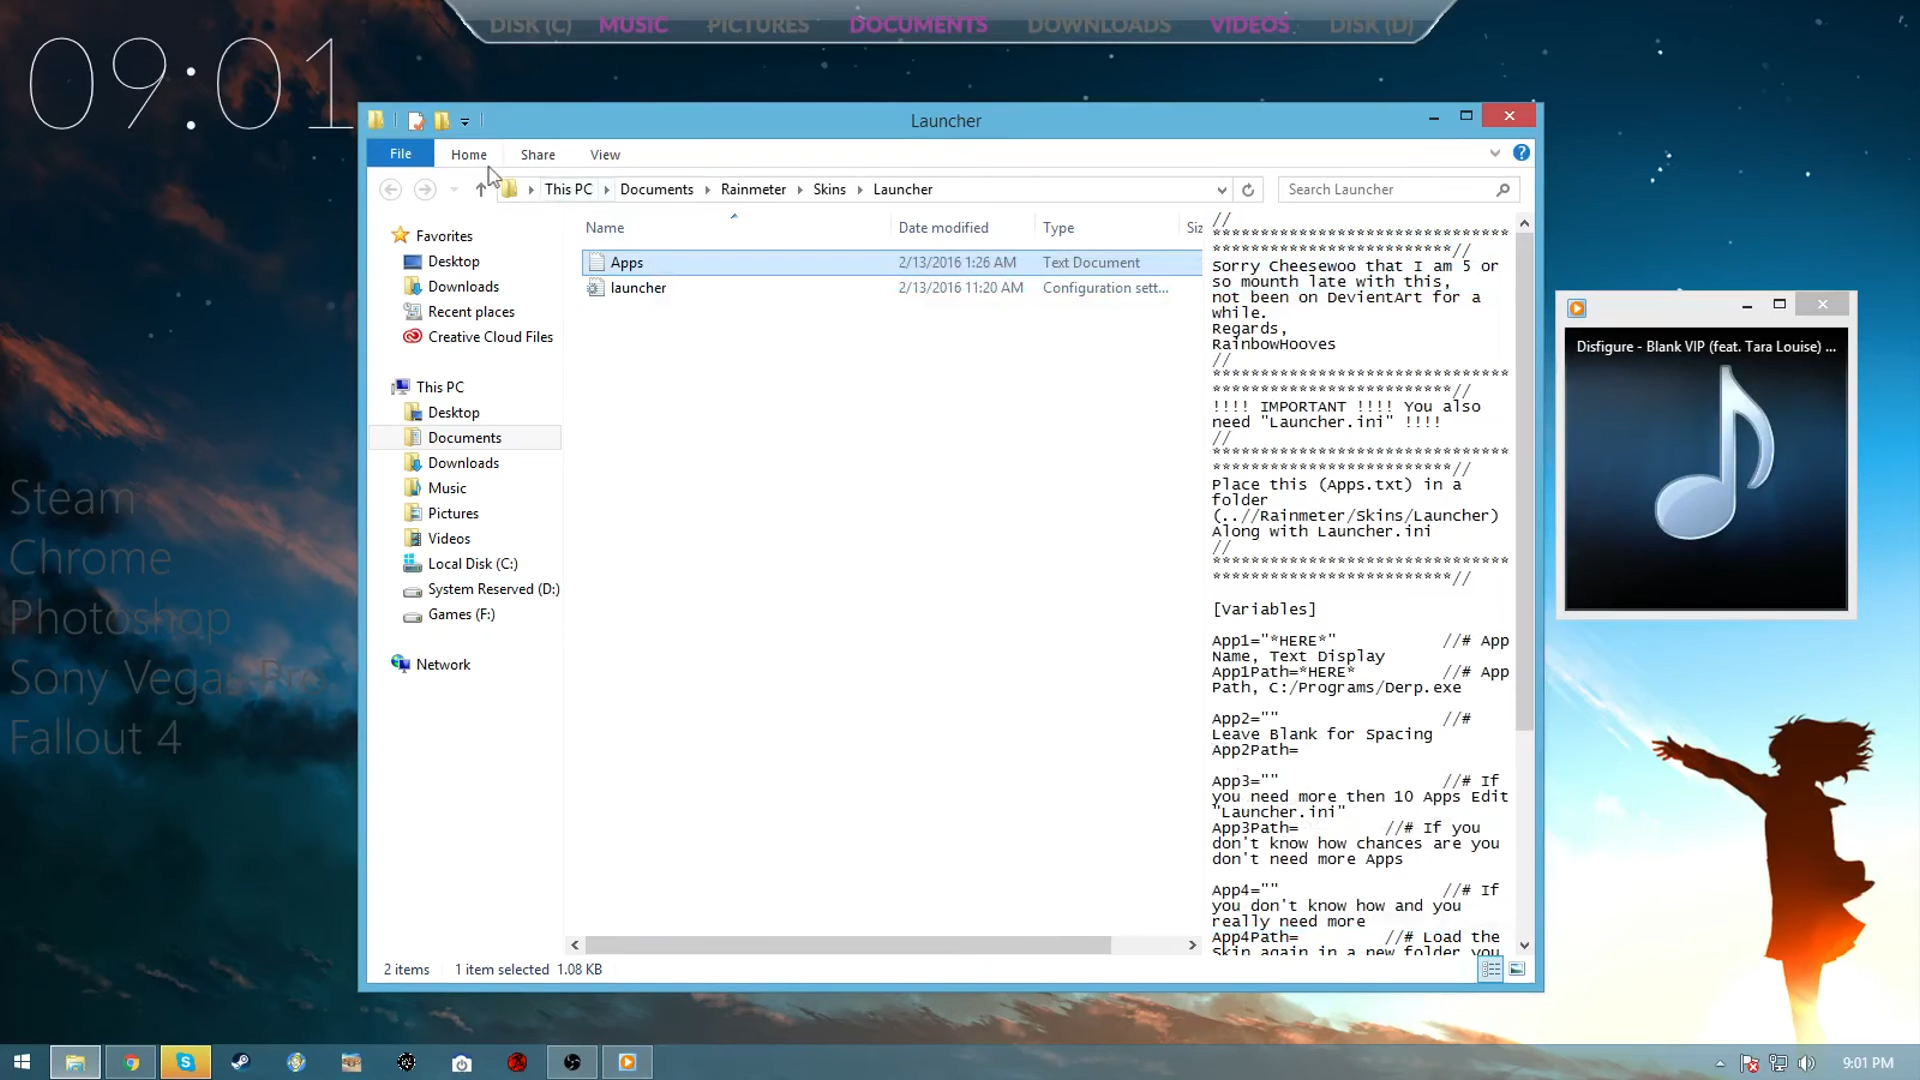 DISK (C) MUSIC PICTURES DOCUMENTS DOWNLOADS VIDEOS DISK (D)
09:01
Launcher
File Home Share View
This PC Documents Rainmeter Skins Launcher
Search Launcher
Name Date modified Type Siz
Apps 2/13/2016 1:26 AM Text Document
launcher 2/13/2016 11:20 AM Configuration sett...
Favorites
Desktop
Downloads
Recent places
Creative Cloud Files
This PC
Desktop
Documents
Downloads
Music
Pictures
Videos
Local Disk (C:)
System Reserved (D:)
Games (F:)
Network
//
*******************************
*************************//
Sorry Cheesewoo that I am 5 or
so mounth late with this,
not been on DevientArt for a
while.
Regards,
RainbowHooves
//
*******************************
*************************//
!!!! IMPORTANT !!!! You also
need "Launcher.ini" !!!!
//
*******************************
*************************//
Place this (Apps.txt) in a
folder
(..//Rainmeter/Skins/Launcher)
Along with Launcher.ini
//
*******************************
*************************//
[Variables]
App1="*HERE*" //# App
Name, Text Display
App1Path=*HERE* //# App
Path, C:/Programs/Derp.exe
App2="" //#
Leave Blank for Spacing
App2Path=
App3="" //# If
you need more then 10 Apps Edit
"Launcher.ini"
App3Path= //# If you
don't know how chances are you
don't need more Apps
App4="" //# If
you don't know how and you
really need more
App4Path= //# Load the
Skin again in a new folder you
2 items 1 item selected 1.08 KB
Disfigure - Blank VIP (feat. Tara Louise) ...
Steam
Chrome
Photoshop
Sony Vegas Pro
Fallout 4
9:01 PM